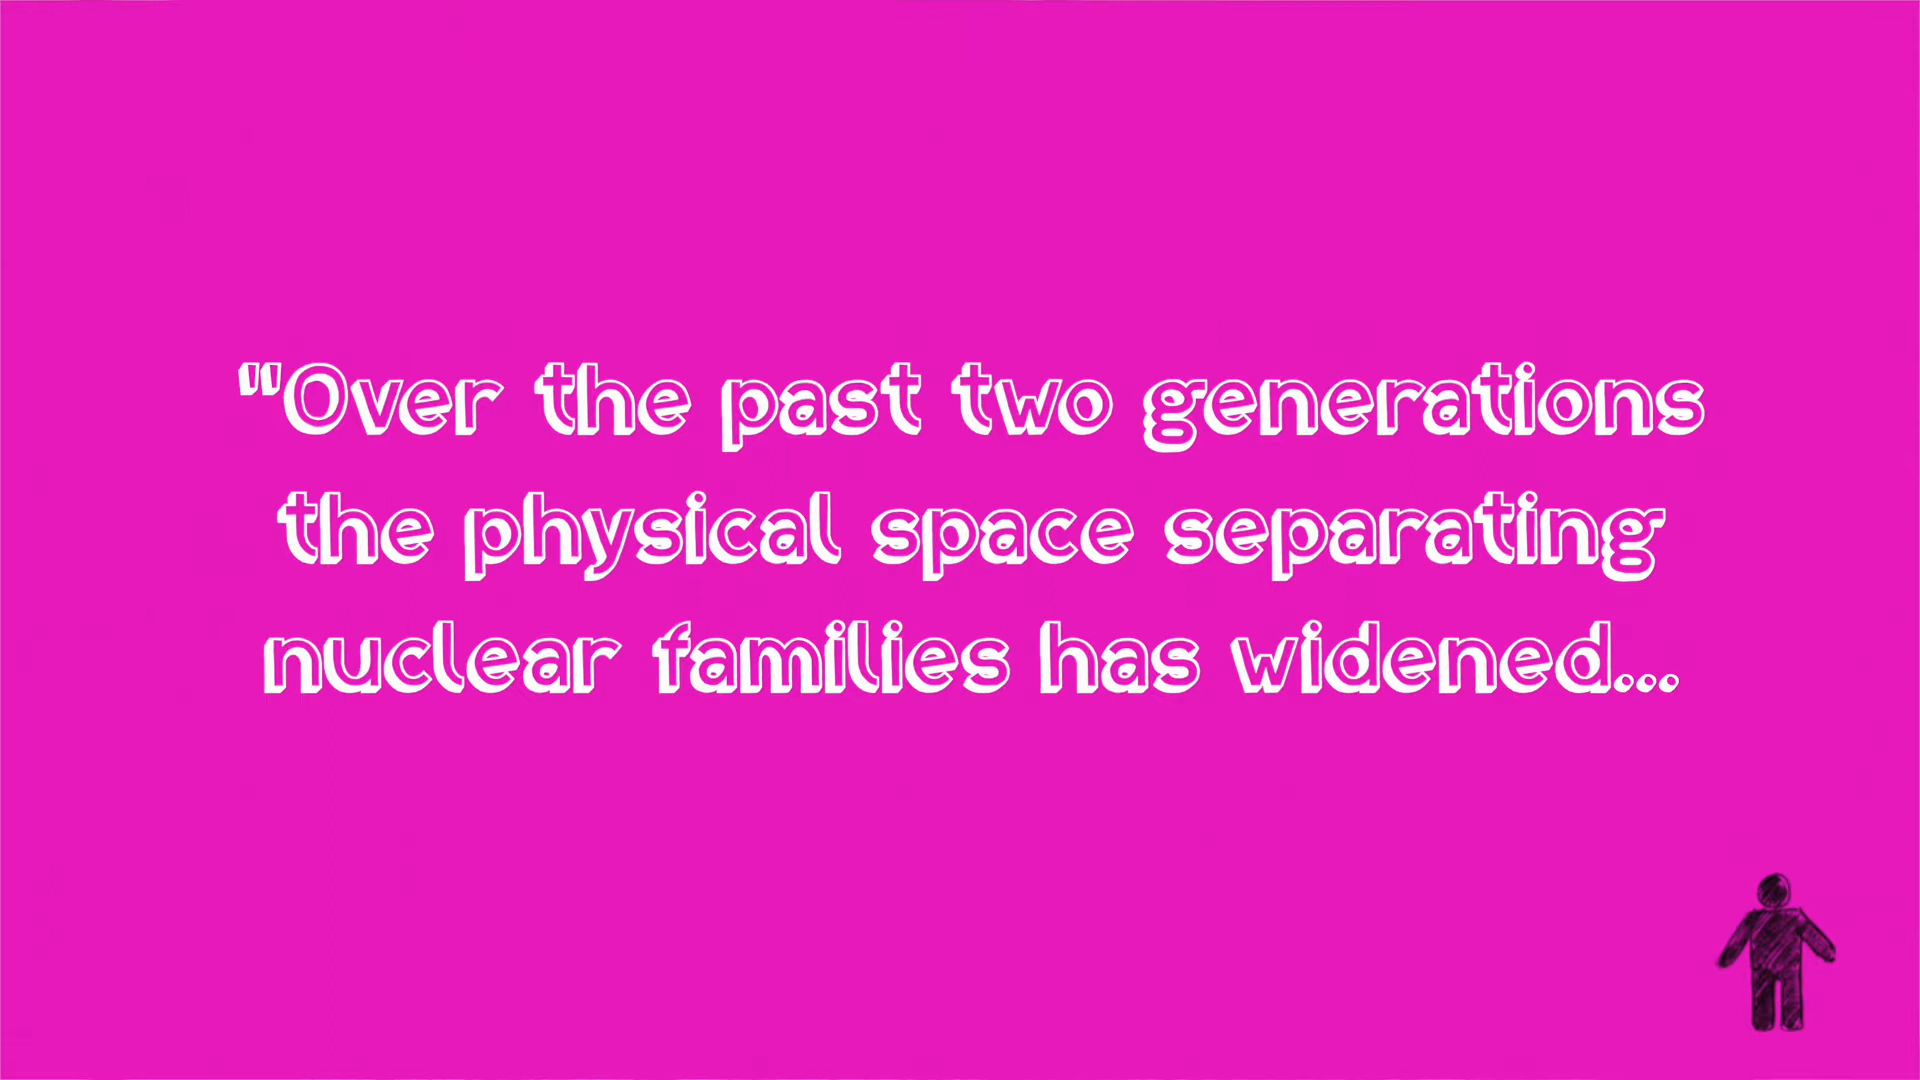 "Over the past two generations
the physical space separating
nuclear families has widened...